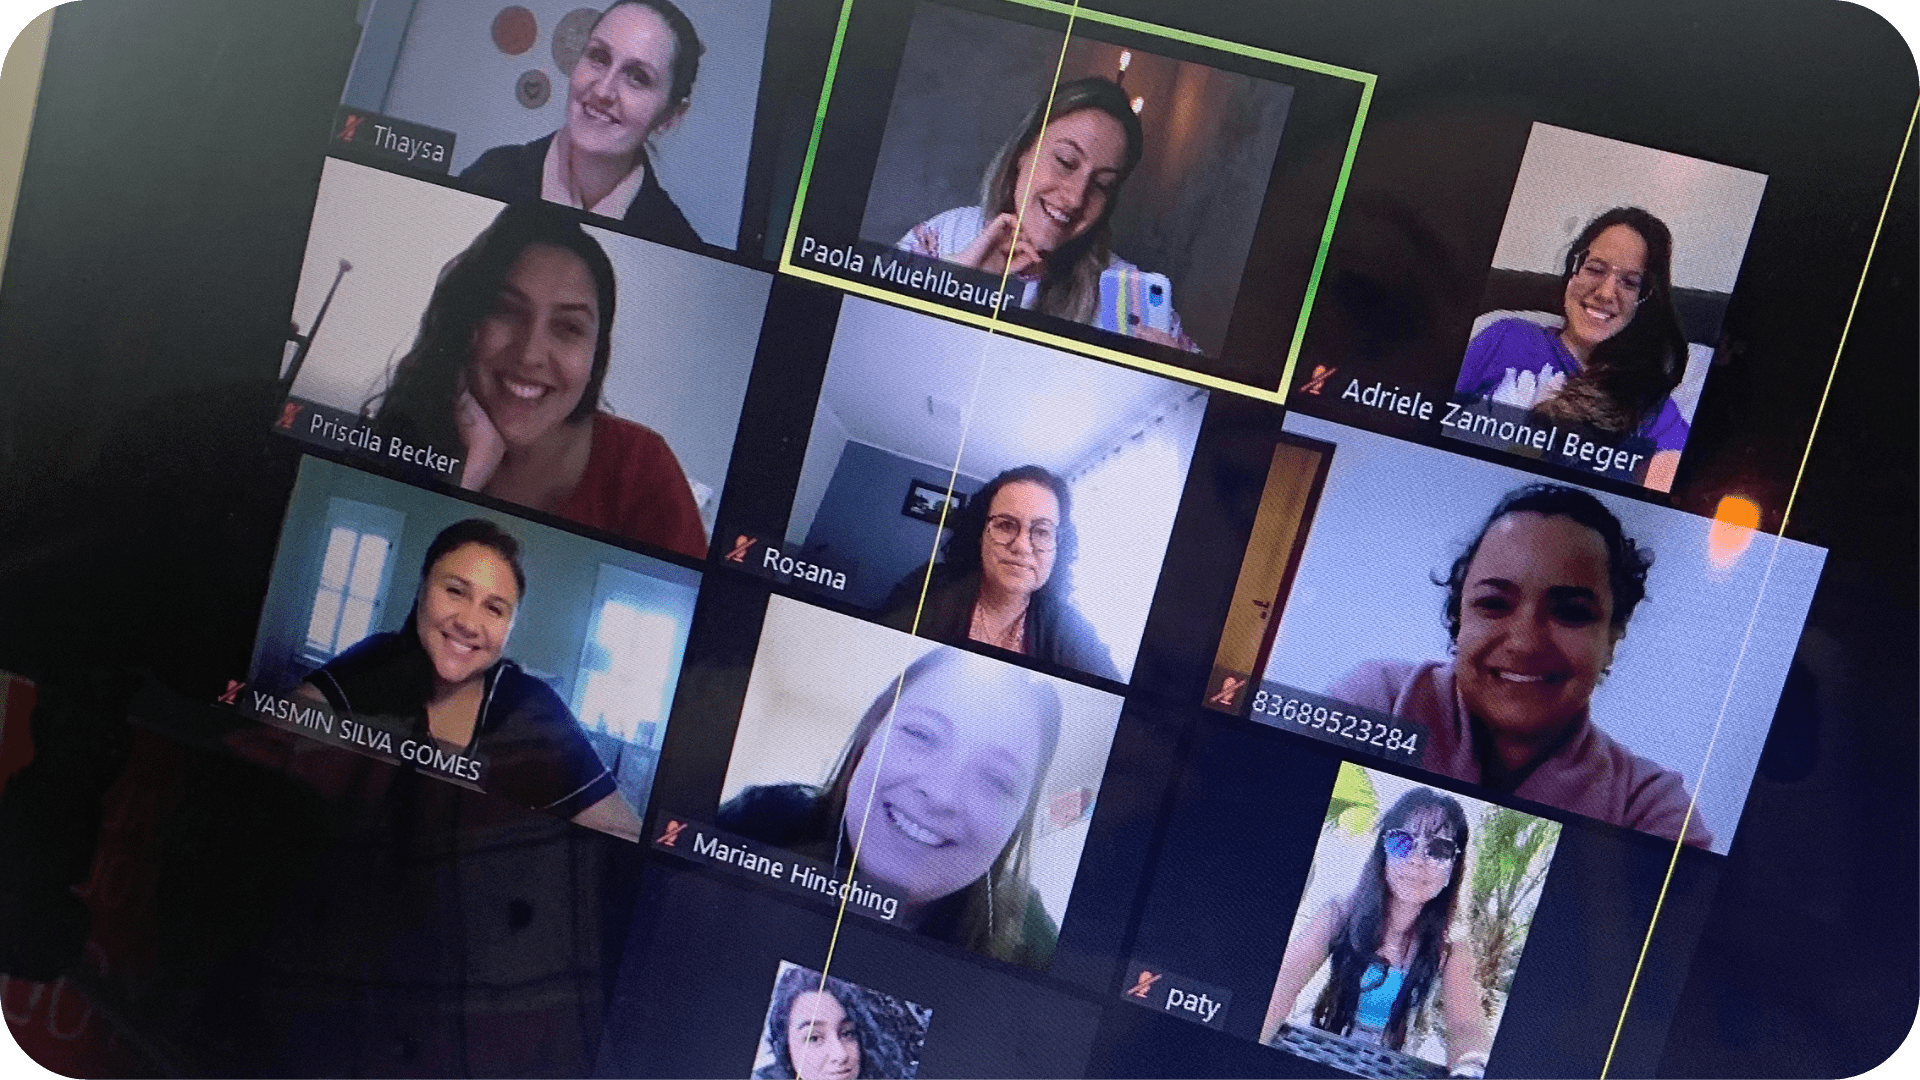 Thaysa
Paola Muehlbauer
Adriele Zamonel Beger
Priscila Becker
Rosana
83689523284
YASMIN SILVA GOMES
Mariane Hinsching
paty